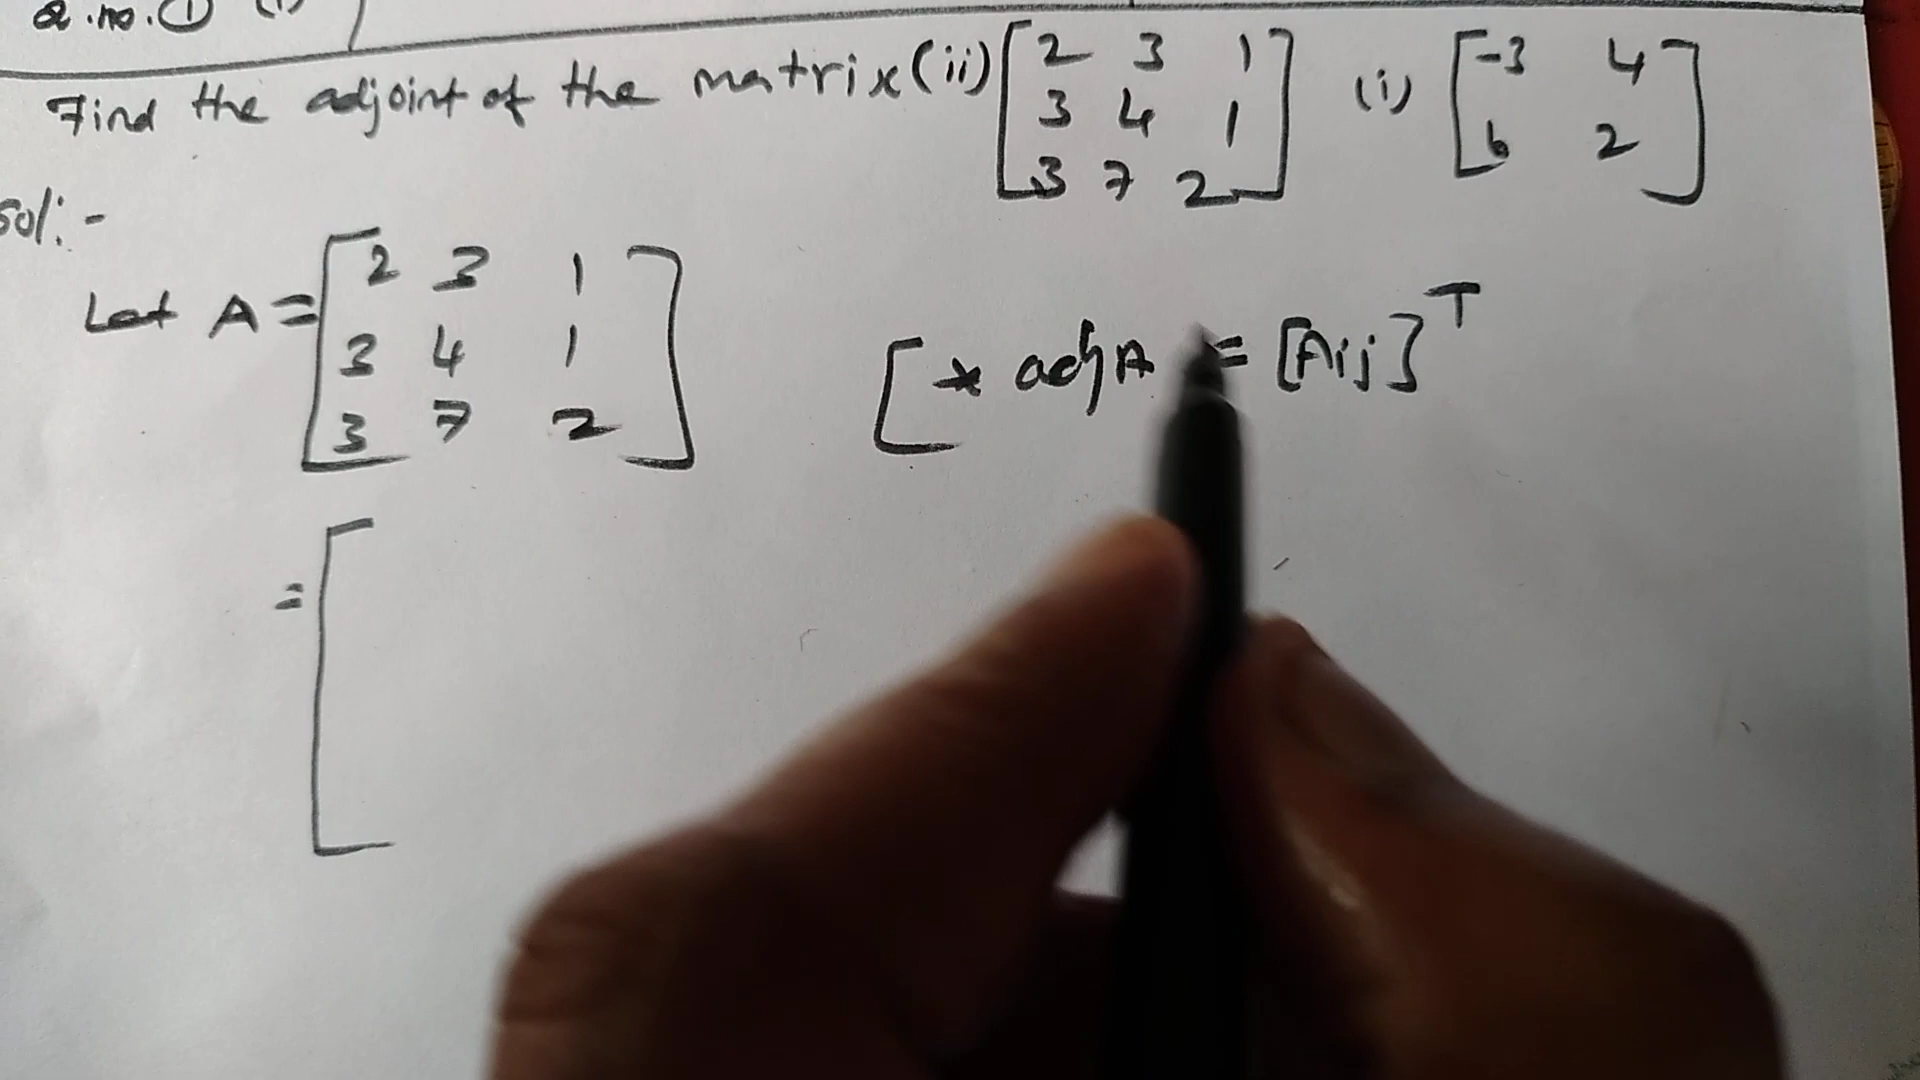 Q.no.① (i)
Find the adjoint of the matrix (ii) [2 3 1 (i) [-3 4
3 4 1 6 2]
3 7 2]
Sol:-
Let A = [2 3 1
3 4 1 [* adj A = [Aij]ᵀ
3 7 2]
= [